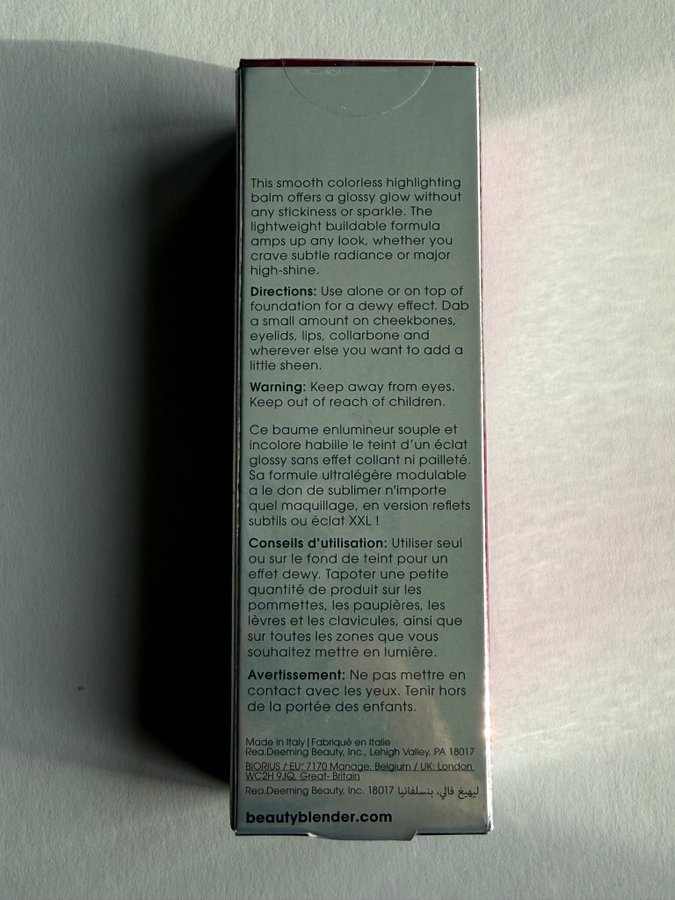 This smooth colorless highlighting
balm offers a glossy glow without
any stickiness or sparkle. The
lightweight buildable formula
amps up any look, whether you
crave subtle radiance or major
high-shine.
Directions: Use alone or on top of
foundation for a dewy effect. Dab
a small amount on cheekbones,
eyelids, lips, collarbone and
wherever else you want to add a
little sheen.
Warning: Keep away from eyes.
Keep out of reach of children.
Ce baume enlumineur souple et
incolore habille le teint d'un éclat
glossy sans effet collant ni pailleté.
Sa formule ultralégère modulable
a le don de sublimer n'importe
quel maquillage, en version reflets
subtils ou éclat XXL !
Conseils d'utilisation: Utiliser seul
ou sur le fond de teint pour un
effet dewy. Tapoter une petite
quantité de produit sur les
pommettes, les paupières, les
lèvres et les clavicules, ainsi que
sur toutes les zones que vous
souhaitez mettre en lumière.
Avertissement: Ne pas mettre en
contact avec les yeux. Tenir hors
de la portée des enfants.
Made in Italy | Fabriqué en Italie
Rea.Deeming Beauty, Inc., Lehigh Valley, PA 18017
BIORIUS / EU: 7170 Manage, Belgium / UK: London
WC2H 9JQ, Great- Britain
Rea.Deeming Beauty, Inc. 18017 ليهيغ فالي، بنسلفانيا
beautyblender.com